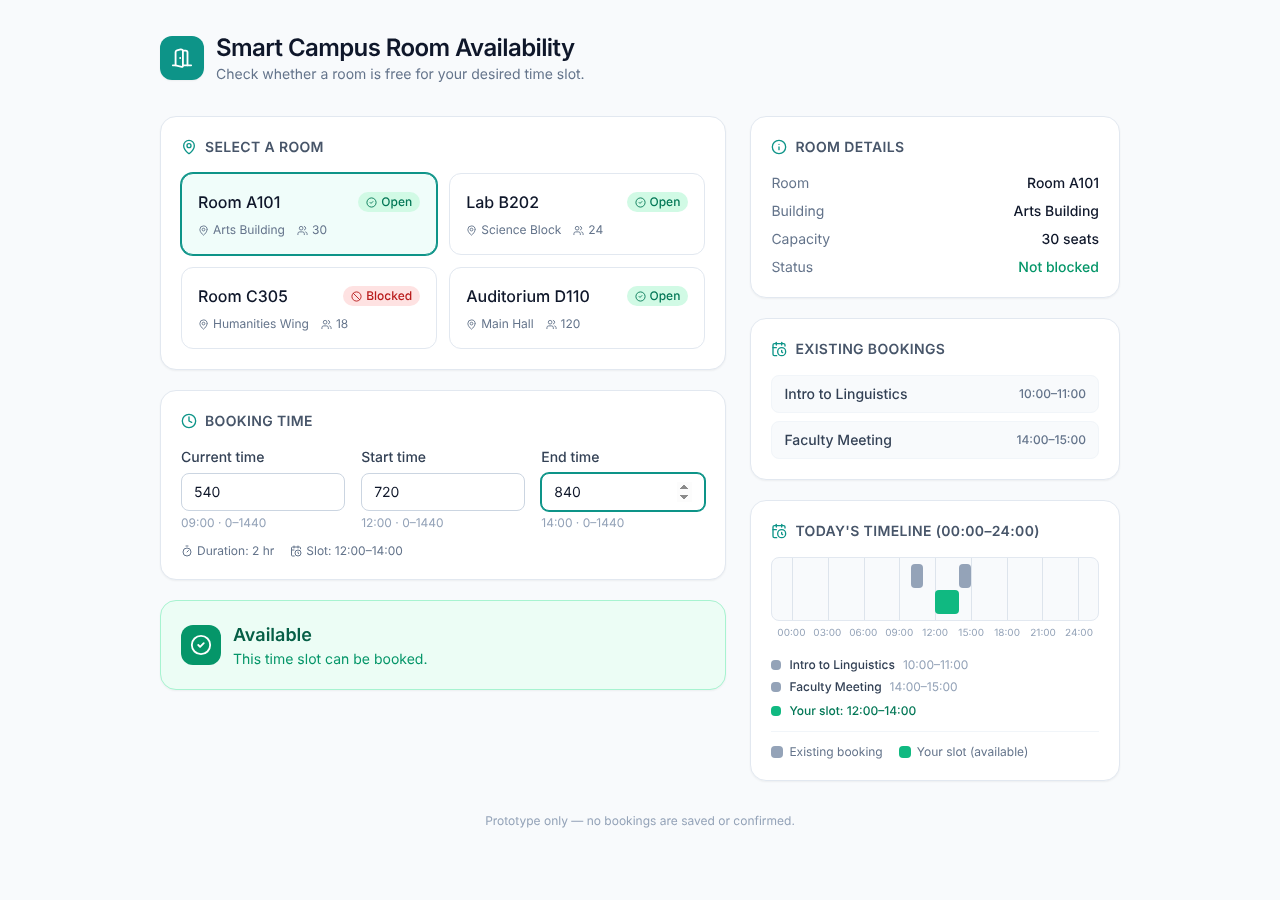 Smart Campus Room Availability
Check whether a room is free for your desired time slot.
SELECT A ROOM
Room A101
Open
Arts Building
30
Lab B202
Open
Science Block
24
Room C305
Blocked
Humanities Wing
18
Auditorium D110
Open
Main Hall
120
BOOKING TIME
Current time
Start time
End time
540
720
840
09:00 · 0–1440
12:00 · 0–1440
14:00 · 0–1440
Duration: 2 hr
Slot: 12:00–14:00
Available
This time slot can be booked.
ROOM DETAILS
Room
Room A101
Building
Arts Building
Capacity
30 seats
Status
Not blocked
EXISTING BOOKINGS
Intro to Linguistics
10:00–11:00
Faculty Meeting
14:00–15:00
TODAY'S TIMELINE (00:00–24:00)
00:00 03:00 06:00 09:00 12:00 15:00 18:00 21:00 24:00
Intro to Linguistics 10:00–11:00
Faculty Meeting 14:00–15:00
Your slot: 12:00–14:00
Existing booking
Your slot (available)
Prototype only — no bookings are saved or confirmed.